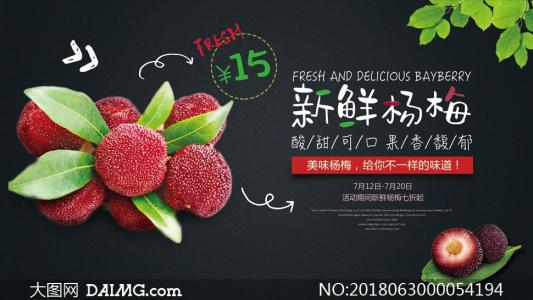 FRESH
¥15
FRESH AND DELICIOUS BAYBERRY
新鲜杨梅
酸/甜/可/口 果/香/馥/郁
美味杨梅，给你不一样的味道！
7月12日-7月20日
活动期间新鲜杨梅七折起
大图网 DAIMG.com
NO:2018063000054194